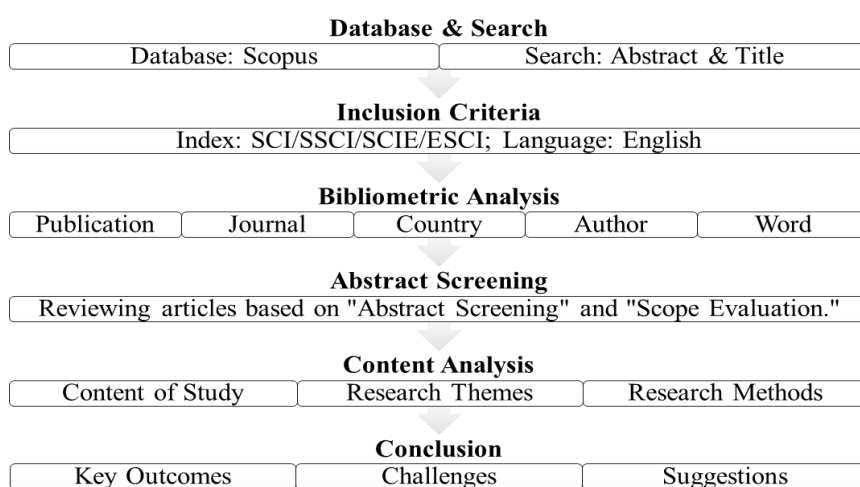 Database & Search
Database: Scopus
Search: Abstract & Title
Inclusion Criteria
Index: SCI/SSCI/SCIE/ESCI; Language: English
Bibliometric Analysis
Publication
Journal
Country
Author
Word
Abstract Screening
Reviewing articles based on "Abstract Screening" and "Scope Evaluation."
Content Analysis
Content of Study
Research Themes
Research Methods
Conclusion
Key Outcomes
Challenges
Suggestions